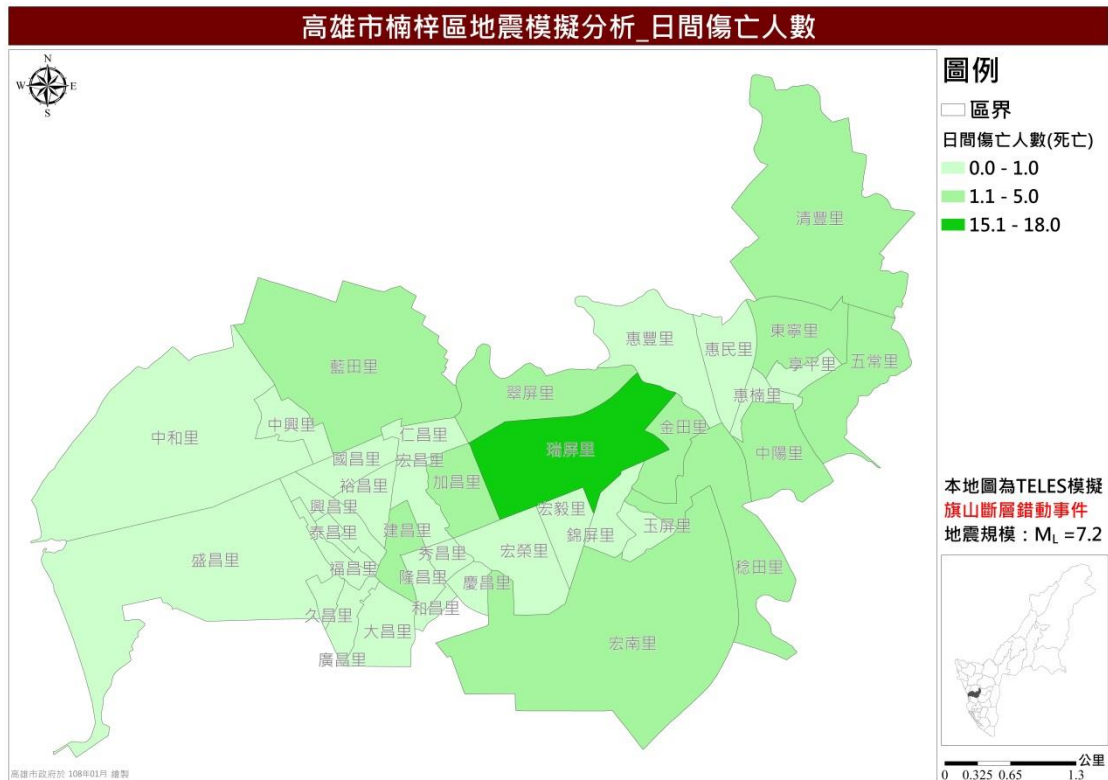 高雄市楠梓區地震模擬分析_日間傷亡人數
N
W E
S
圖例
區界
日間傷亡人數(死亡)
0.0 - 1.0
1.1 - 5.0
15.1 - 18.0
清豐里
惠豐里
惠民里
東寧里
享平里
五常里
惠楠里
藍田里
翠屏里
中和里
中興里
仁昌里
金田里
中陽里
瑞屏里
國昌里
宏昌里
裕昌里
加昌里
興昌里
宏毅里
泰昌里
建昌里
玉屏里
錦屏里
盛昌里
福昌里
秀昌里
宏榮里
隆昌里
慶昌里
稔田里
久昌里
和昌里
大昌里
宏南里
廣昌里
本地圖為TELES模擬
旗山斷層錯動事件
地震規模：ML =7.2
公里
0 0.325 0.65 1.3
高雄市政府於 108年01月 繪製